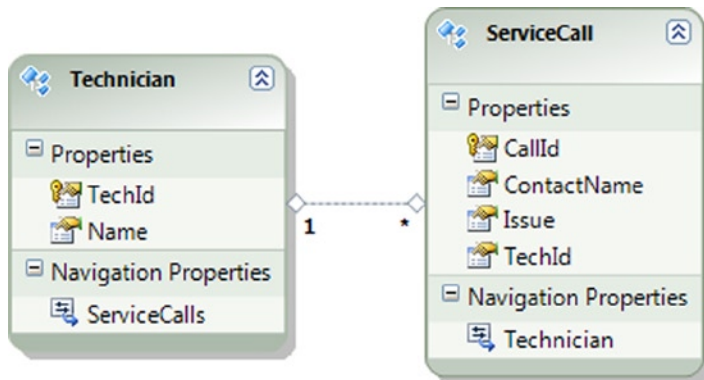 Technician
Properties
TechId
Name
Navigation Properties
ServiceCalls
1
*
ServiceCall
Properties
CallId
ContactName
Issue
TechId
Navigation Properties
Technician